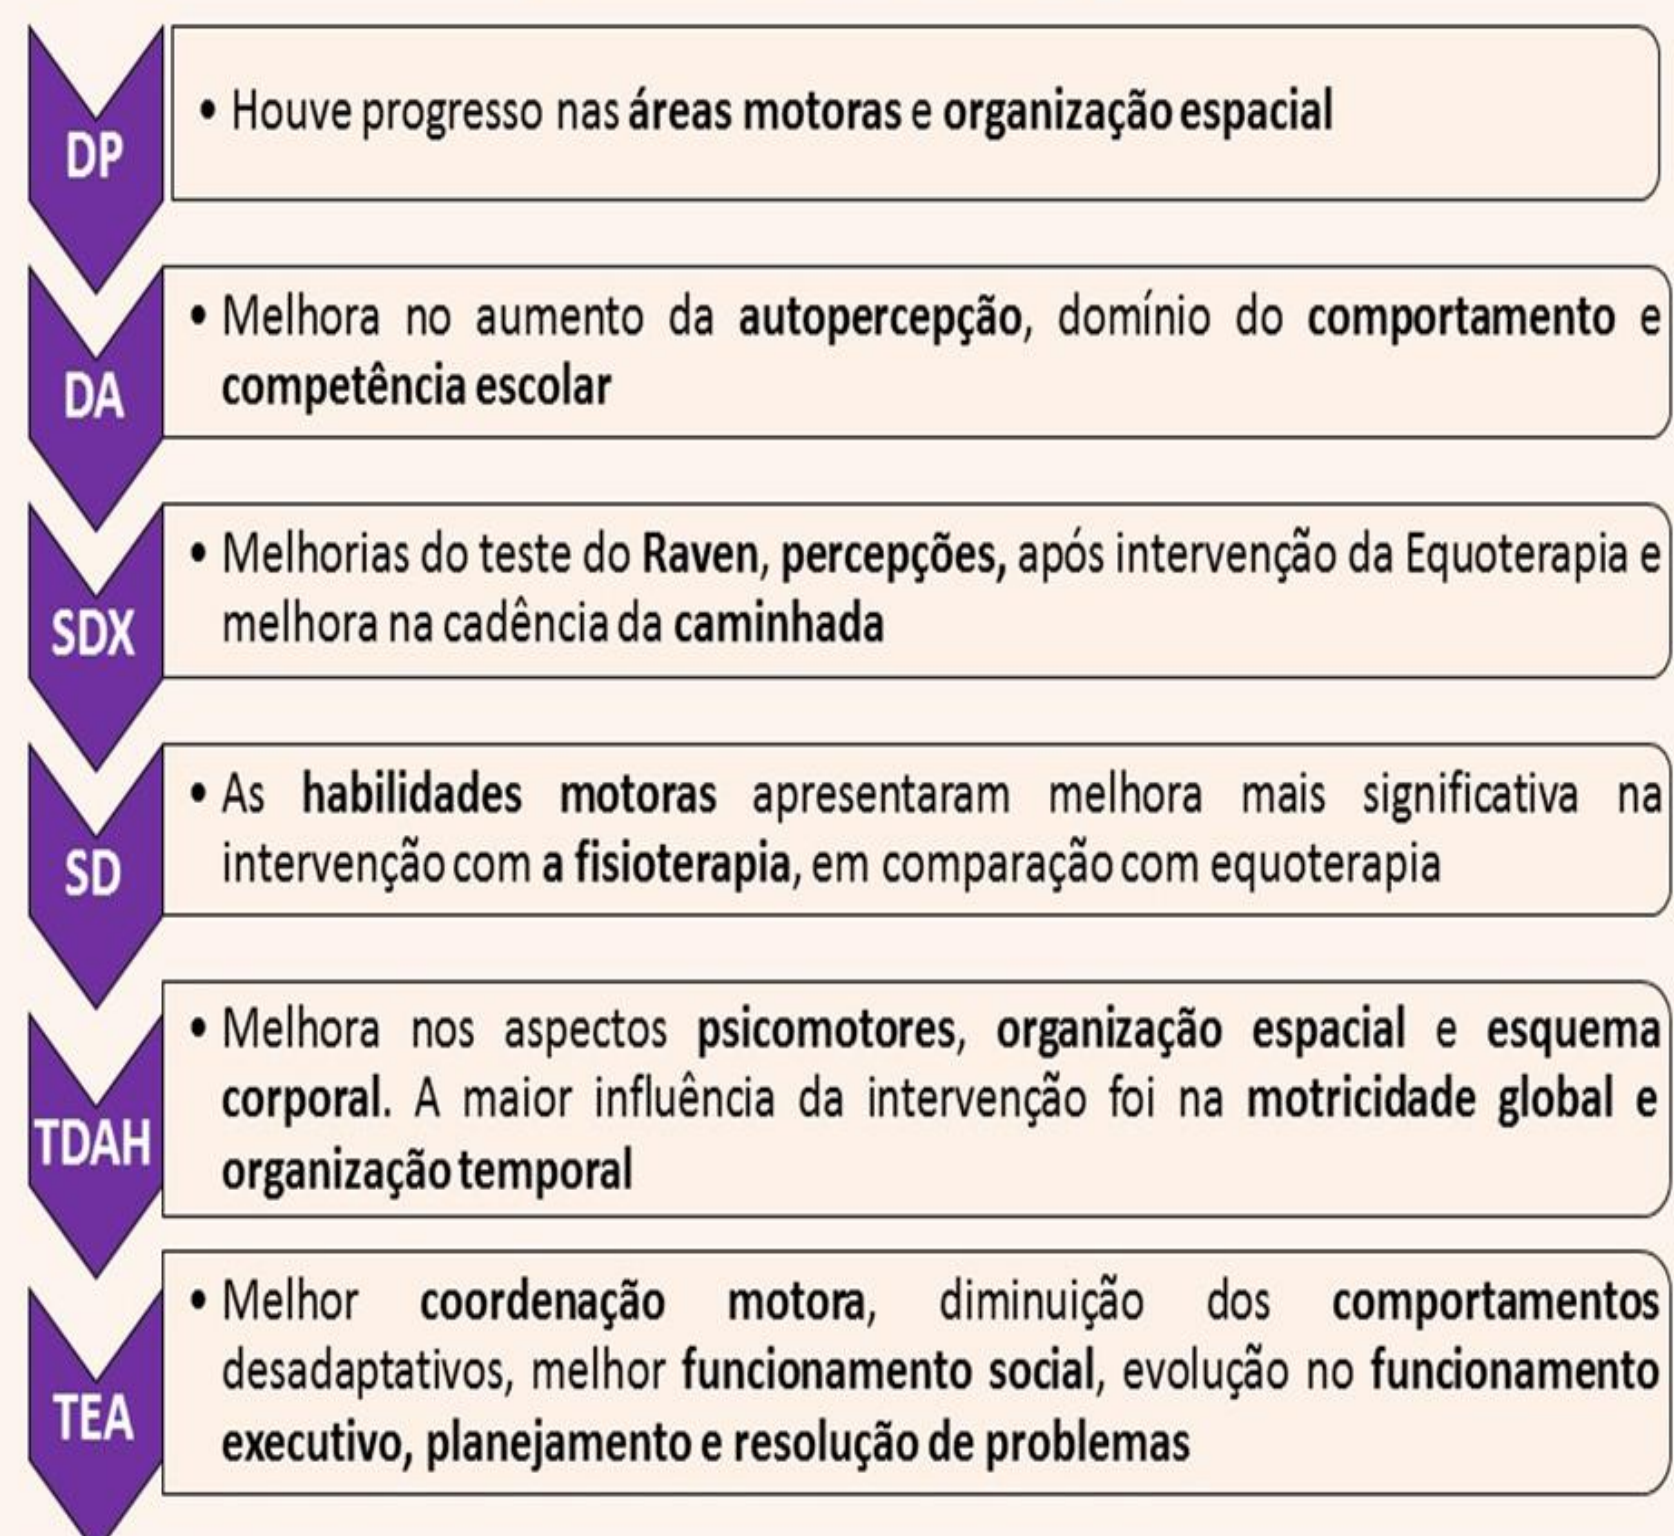 DP
• Houve progresso nas áreas motoras e organização espacial
DA
• Melhora no aumento da autopercepção, domínio do comportamento e
competência escolar
SDX
• Melhorias do teste do Raven, percepções, após intervenção da Equoterapia e
melhora na cadência da caminhada
SD
• As habilidades motoras apresentaram melhora mais significativa na
intervenção com a fisioterapia, em comparação com equoterapia
TDAH
• Melhora nos aspectos psicomotores, organização espacial e esquema
corporal. A maior influência da intervenção foi na motricidade global e
organização temporal
TEA
• Melhor coordenação motora, diminuição dos comportamentos
desadaptativos, melhor funcionamento social, evolução no funcionamento
executivo, planejamento e resolução de problemas